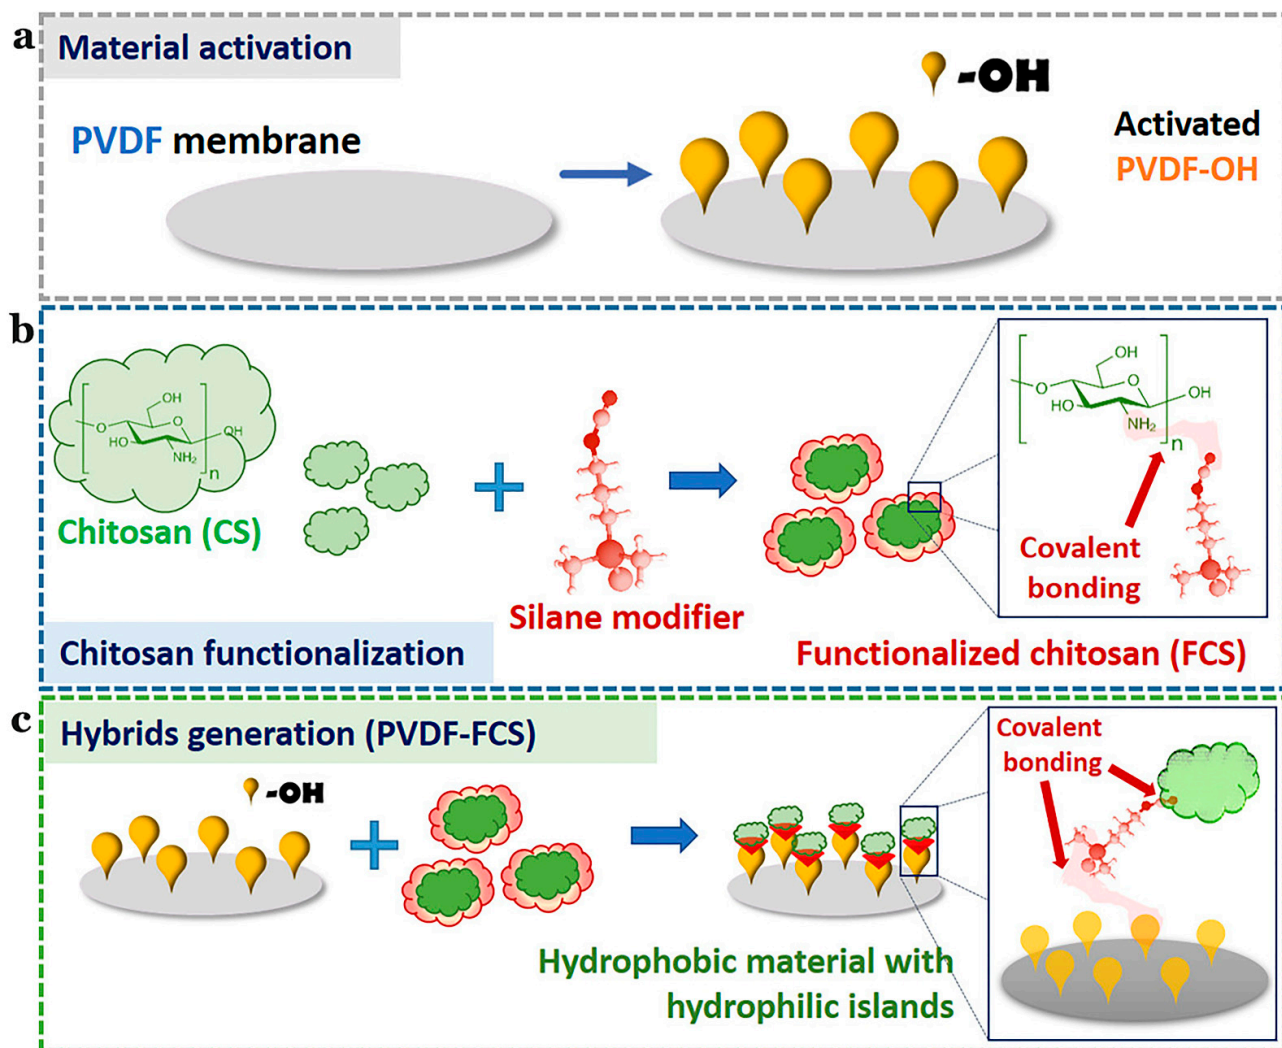 a
Material activation
PVDF membrane
-OH
Activated
PVDF-OH
b
OH
O
O
HO
OH
NH₂
n
Chitosan (CS)
Silane modifier
OH
O
O
HO
OH
NH₂
n
Covalent
bonding
Chitosan functionalization
Functionalized chitosan (FCS)
c
Hybrids generation (PVDF-FCS)
-OH
Covalent
bonding
Hydrophobic material with
hydrophilic islands